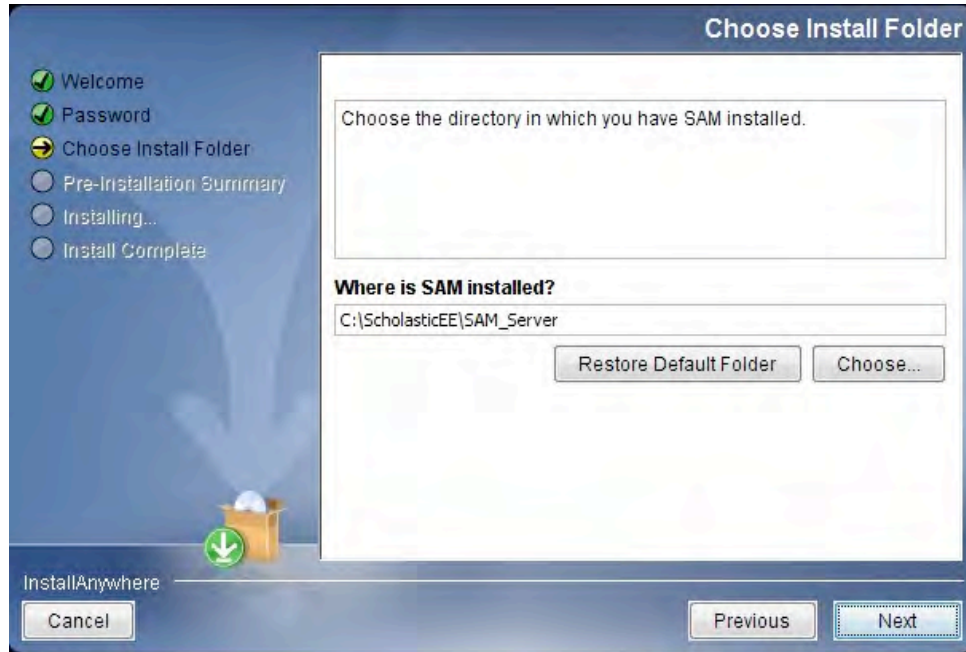 Choose Install Folder
Welcome
Password
Choose Install Folder
Pre-Installation Summary
Installing...
Install Complete
Choose the directory in which you have SAM installed.
Where is SAM installed?
C:\ScholasticEE\SAM_Server
Restore Default Folder
Choose...
InstallAnywhere
Cancel
Previous
Next